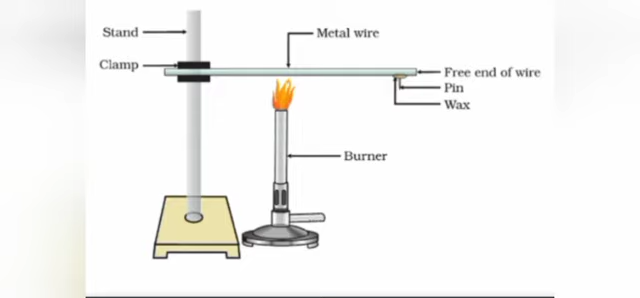 Stand
Metal wire
Clamp
Free end of wire
Pin
Wax
Burner